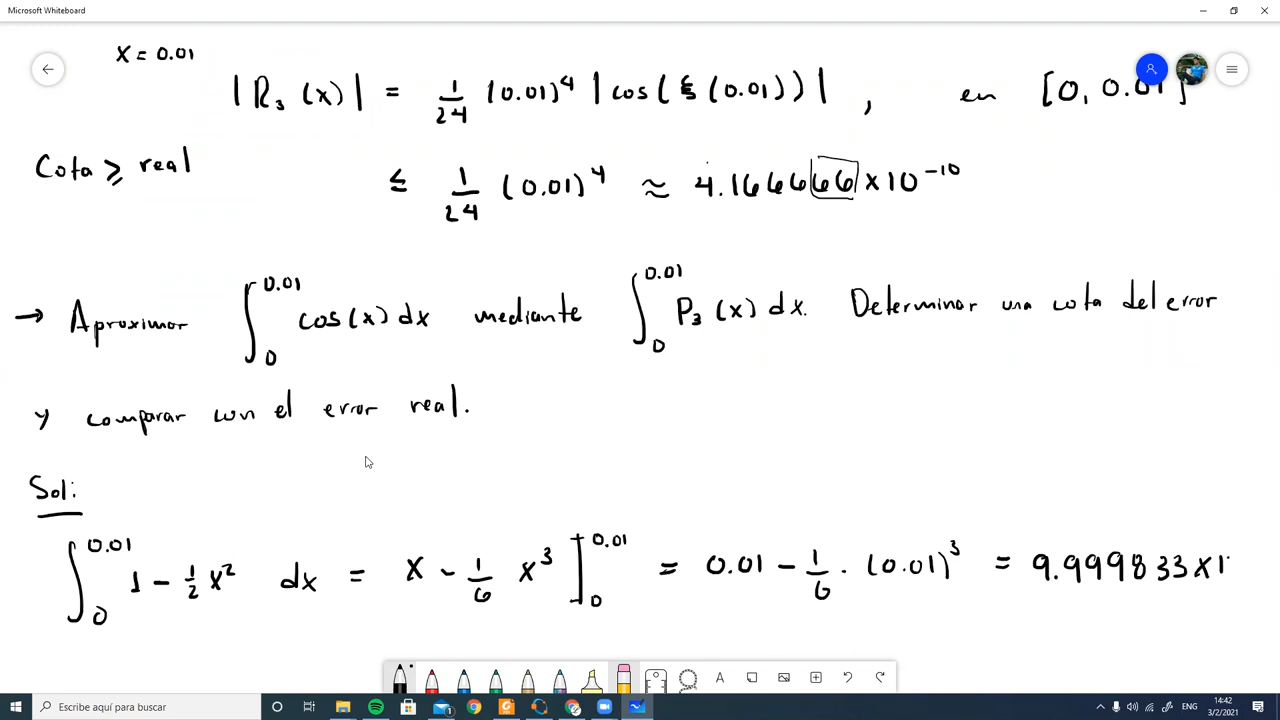 Microsoft Whiteboard
x = 0.01
|R₃(x)| = 1/24 (0.01)⁴ |cos(ξ(0.01))| , en [0, 0.01]
Cota ≥ real
≤ 1/24 (0.01)⁴ ≈ 4.1666666 × 10⁻¹⁰
→ Aproximar ∫₀^0.01 cos(x) dx mediante ∫₀^0.01 P₃(x) dx. Determinar una cota del error
y comparar con el error real.
Sol:
∫₀^0.01 1 - 1/2 x² dx = x - 1/6 x³ ]₀^0.01 = 0.01 - 1/6 · (0.01)³ = 9.999833 x1
Escribe aquí para buscar
ENG
14:42
3/2/2021